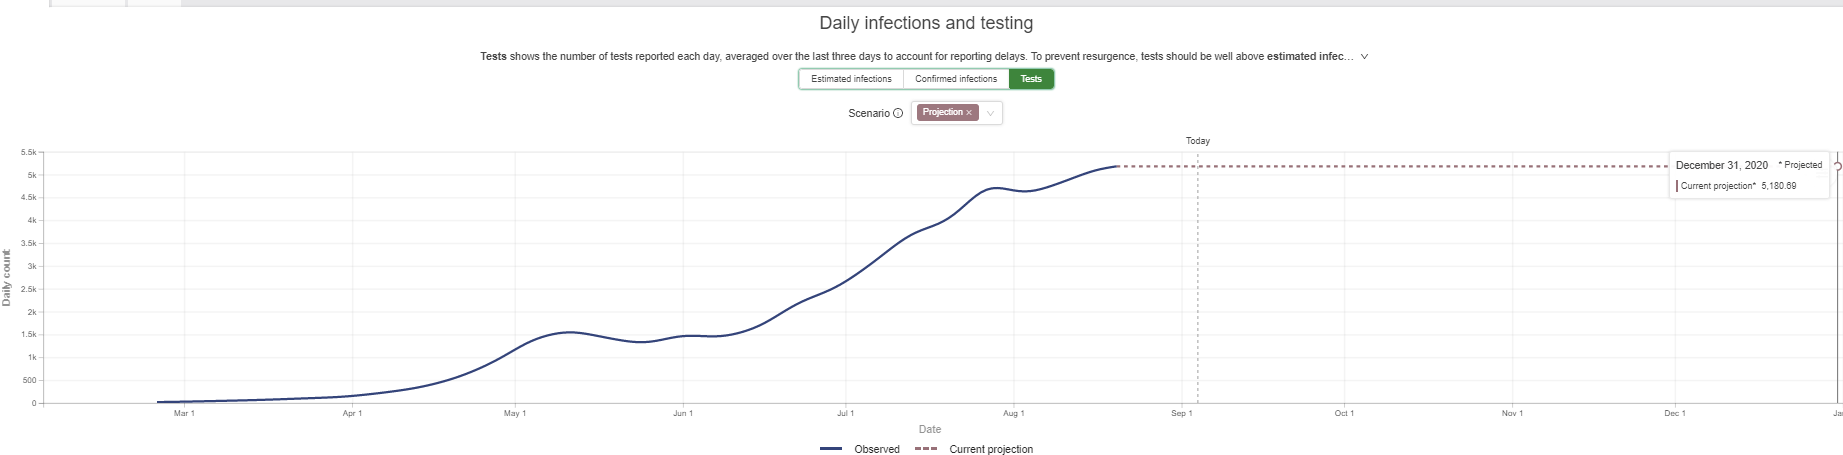 Daily infections and testing
Tests shows the number of tests reported each day, averaged over the last three days to account for reporting delays. To prevent resurgence, tests should be well above estimated infec...
Estimated infections Confirmed infections Tests
Scenario Projection ×
Today
5.5k
5k
4.5k
4k
3.5k
3k
2.5k
2k
1.5k
1k
500
0
Daily count
December 31, 2020 * Projected
Current projection* 5,180.69
Mar 1 Apr 1 May 1 Jun 1 Jul 1 Aug 1 Sep 1 Oct 1 Nov 1 Dec 1 Ja
Date
Observed Current projection